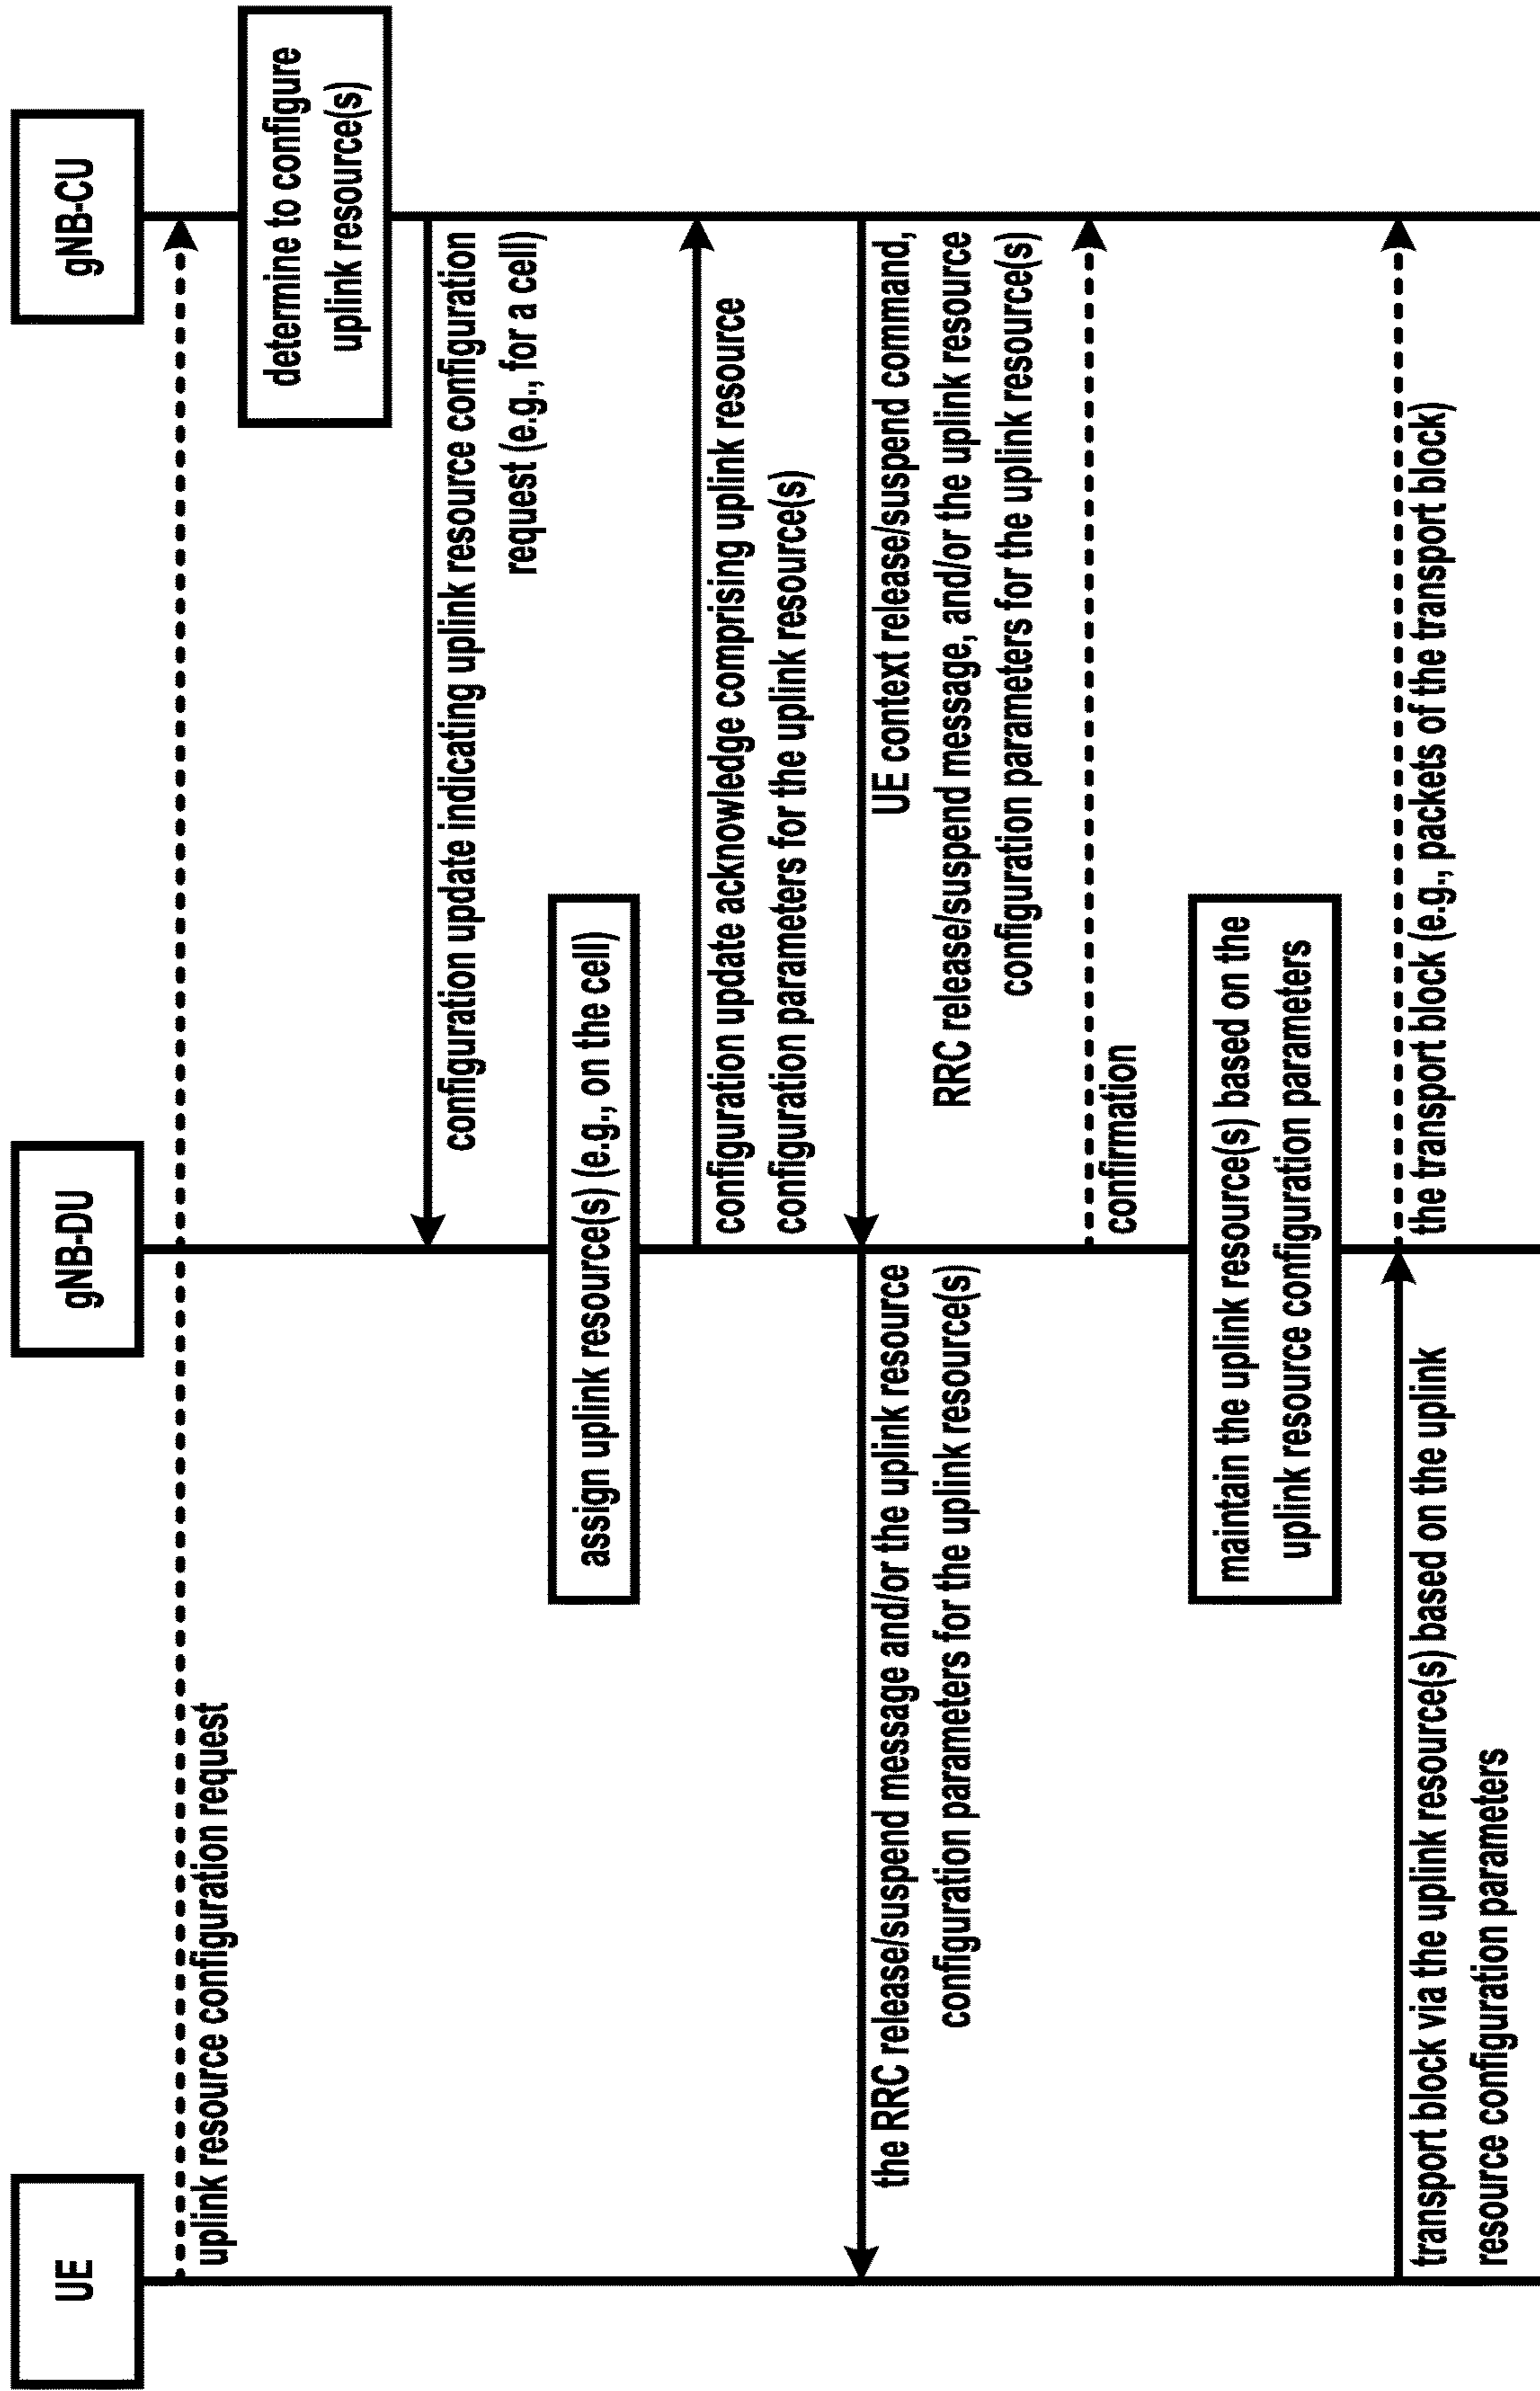 UE
gNB-DU
gNB-CU
uplink resource configuration request
determine to configure
uplink resource(s)
configuration update indicating uplink resource configuration
request (e.g., for a cell)
assign uplink resource(s) (e.g., on the cell)
configuration update acknowledge comprising uplink resource
configuration parameters for the uplink resource(s)
UE context release/suspend command,
RRC release/suspend message, and/or the uplink resource
configuration parameters for the uplink resource(s)
the RRC release/suspend message and/or the uplink resource
configuration parameters for the uplink resource(s)
confirmation
maintain the uplink resource(s) based on the
uplink resource configuration parameters
transport block via the uplink resource(s) based on the uplink
resource configuration parameters
the transport block (e.g., packets of the transport block)